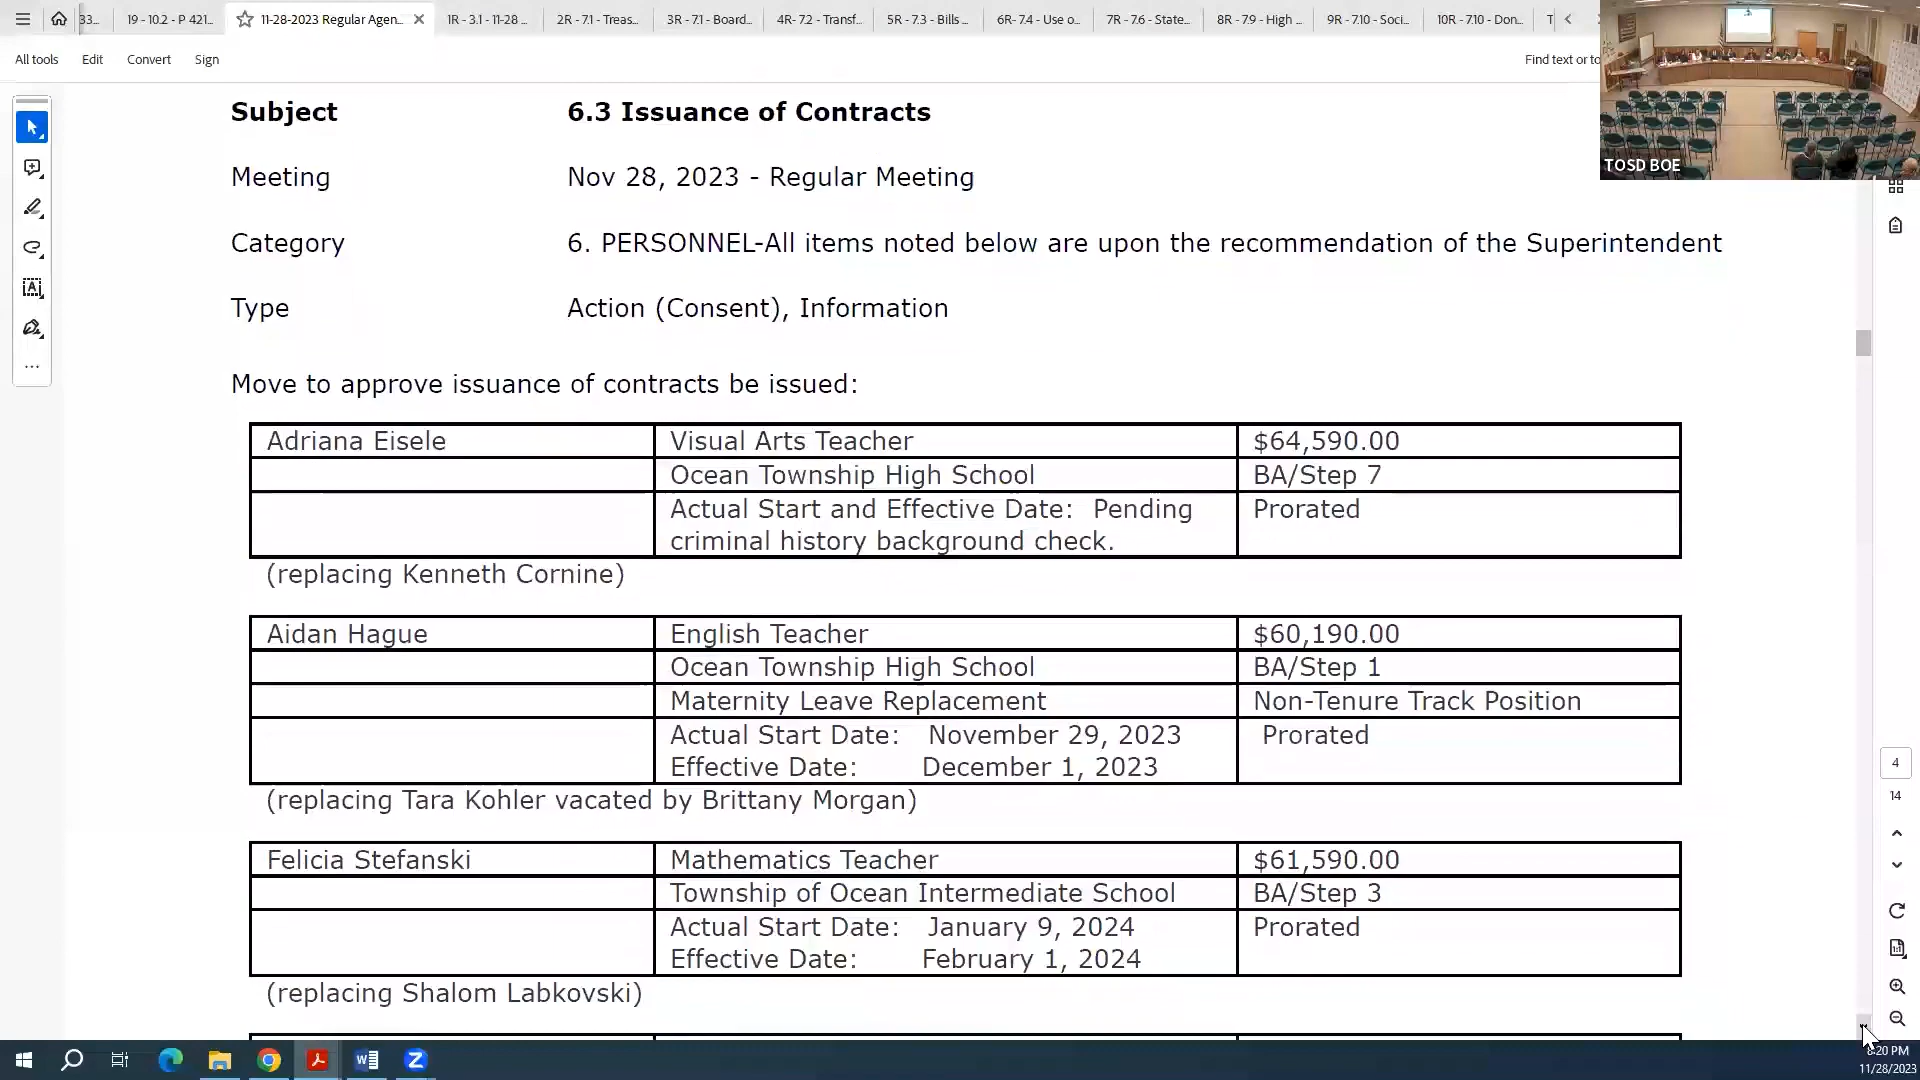 33...
19 - 10.2 - P 421...
11-28-2023 Regular Agen...
1R - 3.1 - 11-28 ...
2R - 7.1 - Treas...
3R - 7.1 - Board...
4R- 7.2 - Transf...
5R - 7.3 - Bills ...
6R- 7.4 - Use o...
7R - 7.6 - State...
8R - 7.9 - High ...
9R - 7.10 - Soci...
10R - 7.10 - Don...
T
All tools
Edit
Convert
Sign
Find text or to
TOSD BOE
Subject 6.3 Issuance of Contracts
Meeting Nov 28, 2023 - Regular Meeting
Category 6. PERSONNEL-All items noted below are upon the recommendation of the Superintendent
Type Action (Consent), Information
Move to approve issuance of contracts be issued:
Adriana Eisele Visual Arts Teacher $64,590.00
Ocean Township High School BA/Step 7
Actual Start and Effective Date: Pending Prorated
criminal history background check.
(replacing Kenneth Cornine)
Aidan Hague English Teacher $60,190.00
Ocean Township High School BA/Step 1
Maternity Leave Replacement Non-Tenure Track Position
Actual Start Date: November 29, 2023 Prorated
Effective Date: December 1, 2023
(replacing Tara Kohler vacated by Brittany Morgan)
Felicia Stefanski Mathematics Teacher $61,590.00
Township of Ocean Intermediate School BA/Step 3
Actual Start Date: January 9, 2024 Prorated
Effective Date: February 1, 2024
(replacing Shalom Labkovski)
4
14
8:20 PM
11/28/2023